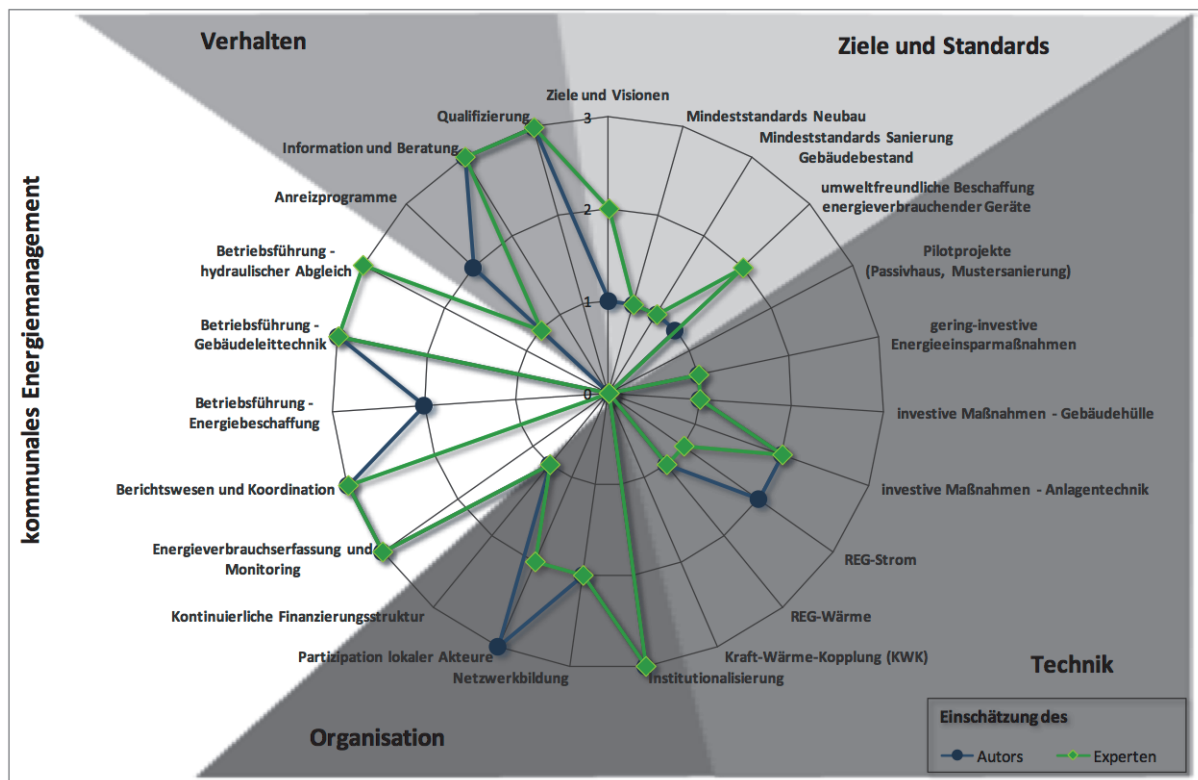 Verhalten
Ziele und Standards
Ziele und Visionen
Qualifizierung
3
Mindeststandards Neubau
Mindeststandards Sanierung
Gebäudebestand
Information und Beratung
umweltfreundliche Beschaffung
energieverbrauchender Geräte
Anreizprogramme
2
Pilotprojekte
(Passivhaus, Mustersanierung)
Betriebsführung -
hydraulischer Abgleich
kommunales Energiemanagement
1
gering-investive
Energieeinsparmaßnahmen
Betriebsführung -
Gebäudeleittechnik
0
Betriebsführung -
Energiebeschaffung
investive Maßnahmen - Gebäudehülle
Berichtswesen und Koordination
investive Maßnahmen - Anlagentechnik
Energieverbrauchserfassung und
Monitoring
REG-Strom
Kontinuierliche Finanzierungsstruktur
REG-Wärme
Partizipation lokaler Akteure
Kraft-Wärme-Kopplung (KWK)
Netzwerkbildung
Institutionalisierung
Technik
Organisation
Einschätzung des
Autors
Experten